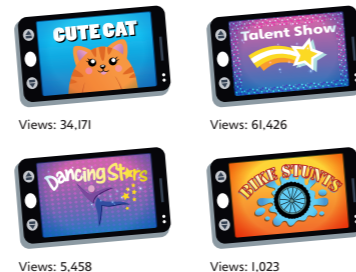 CUTE CAT
Talent Show
Views: 34,171
Views: 61,426
Dancing Stars
BIKE STUNTS
Views: 5,458
Views: 1,023